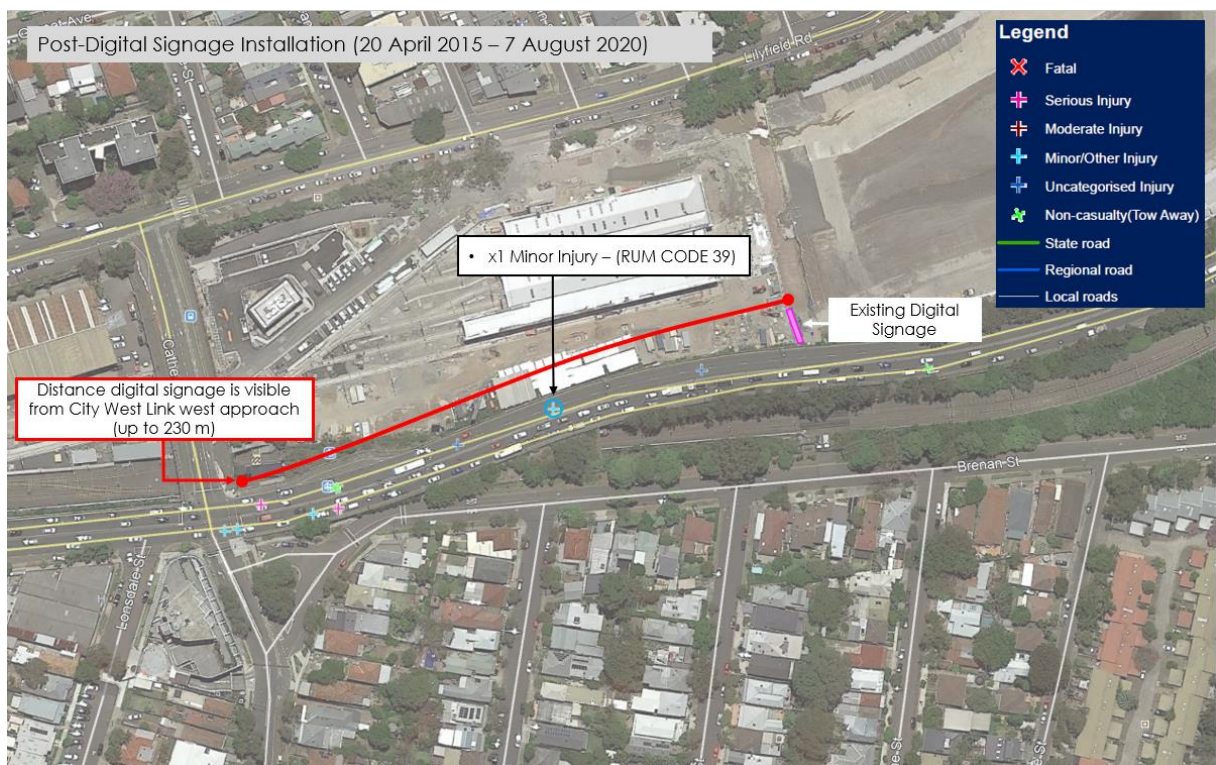 Post-Digital Signage Installation (20 April 2015 – 7 August 2020)
Legend
Fatal
Serious Injury
Moderate Injury
Minor/Other Injury
Uncategorised Injury
Non-casualty(Tow Away)
State road
Regional road
Local roads
Lilyfield Rd
• x1 Minor Injury – (RUM CODE 39)
Existing Digital
Signage
Distance digital signage is visible
from City West Link west approach
(up to 230 m)
Brenan St
Lonsdale St